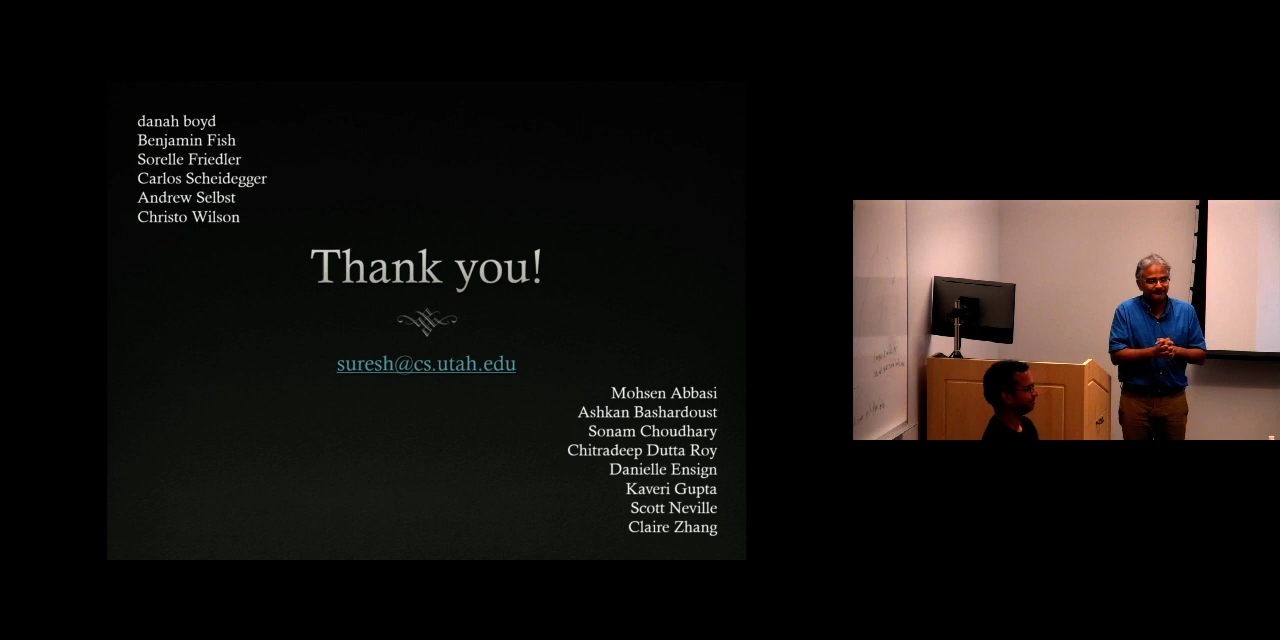 danah boyd
Benjamin Fish
Sorelle Friedler
Carlos Scheidegger
Andrew Selbst
Christo Wilson
Thank you!
suresh@cs.utah.edu
Mohsen Abbasi
Ashkan Bashardoust
Sonam Choudhary
Chitradeep Dutta Roy
Danielle Ensign
Kaveri Gupta
Scott Neville
Claire Zhang